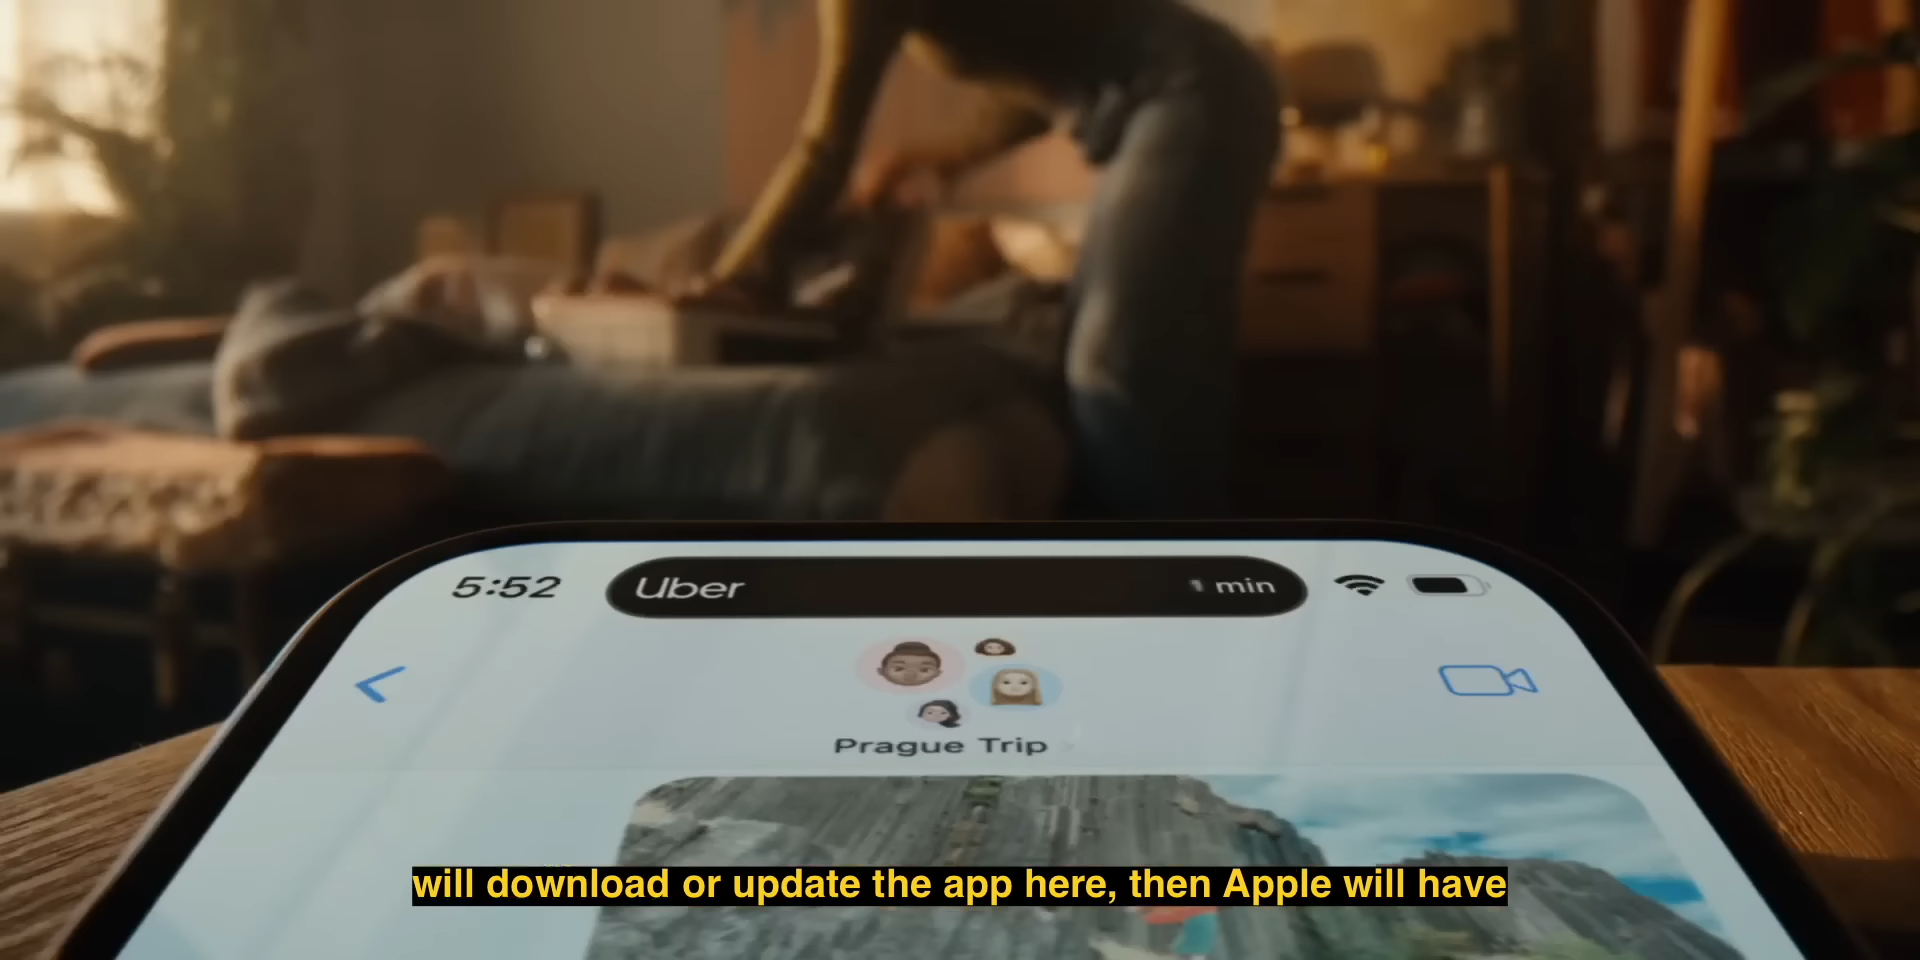 5:52
Uber
1 min
Prague Trip
will download or update the app here, then Apple will have